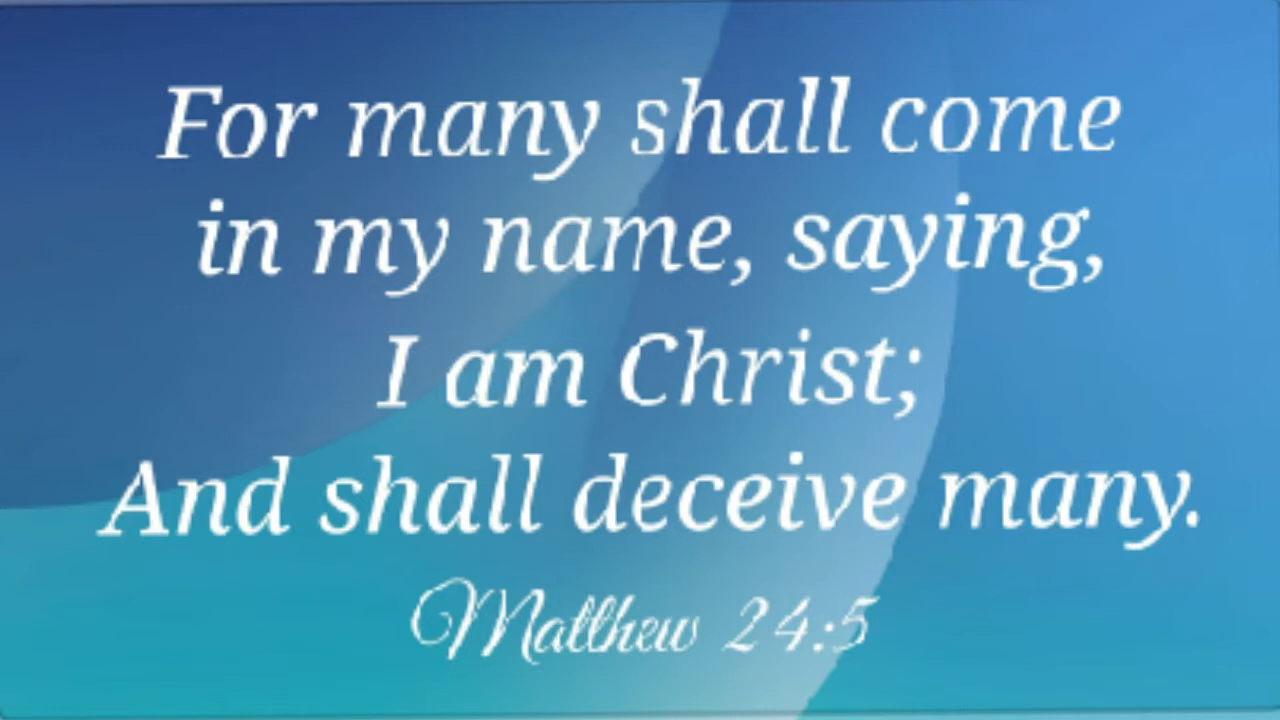 For many shall come
in my name, saying,
I am Christ;
And shall deceive many.
Matthew 24:5